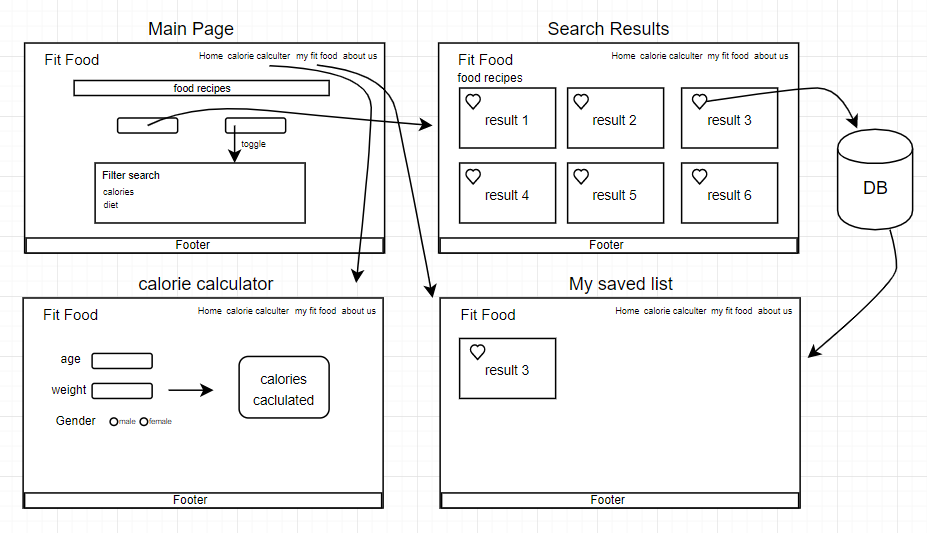 Main Page
Fit Food
Home calorie calculter my fit food about us
food recipes
toggle
Filter search
calories
diet
Footer
Search Results
Fit Food
Home calorie calculter my fit food about us
food recipes
result 1
result 2
result 3
result 4
result 5
result 6
Footer
DB
calorie calculator
Fit Food
Home calorie calculter my fit food about us
age
weight
Gender
male female
calories
caclulated
Footer
My saved list
Fit Food
Home calorie calculter my fit food about us
result 3
Footer